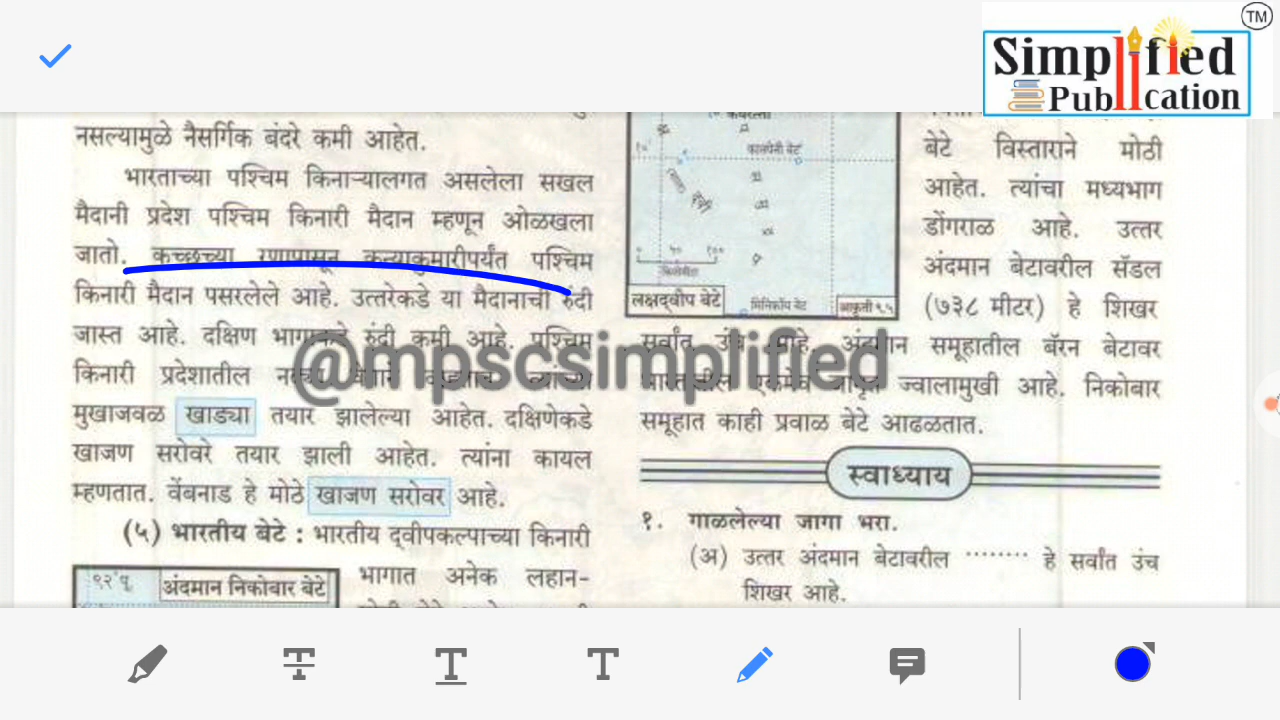 Simplified
Publication
TM
नसल्यामुळे नैसर्गिक बंदरे कमी आहेत.
भारताच्या पश्चिम किनाऱ्यालगत असलेला सखल
मैदानी प्रदेश पश्चिम किनारी मैदान म्हणून ओळखला
जातो. कच्छच्या रणापासून कन्याकुमारीपर्यंत पश्चिम
किनारी मैदान पसरलेले आहे. उत्तरेकडे या मैदानाची रुंदी
जास्त आहे. दक्षिण भागाकडे रुंदी कमी आहे. पश्चिम
किनारी प्रदेशातील
मुखाजवळ खाड्या तयार झालेल्या आहेत. दक्षिणेकडे
खाजण सरोवरे तयार झाली आहेत. त्यांना कायल
म्हणतात. वेंबनाड हे मोठे खाजण सरोवर आहे.
(५) भारतीय बेटे : भारतीय द्वीपकल्पाच्या किनारी
भागात अनेक लहान-
अंदमान निकोबार बेटे
कालपेनी बेट
लक्षद्वीप बेटे
मिनिकॉय बेट
आकृती ९.५
बेटे विस्ताराने मोठी
आहेत. त्यांचा मध्यभाग
डोंगराळ आहे. उत्तर
अंदमान बेटावरील सॅडल
(७३८ मीटर) हे शिखर
सर्वांत उंच आहे. अंदमान समूहातील बॅरन बेटावर
भारतातील एकमेव जागृत ज्वालामुखी आहे. निकोबार
समूहात काही प्रवाळ बेटे आढळतात.
स्वाध्याय
१. गाळलेल्या जागा भरा.
(अ) उत्तर अंदमान बेटावरील ········ हे सर्वांत उंच
शिखर आहे.
@mpscsimplified